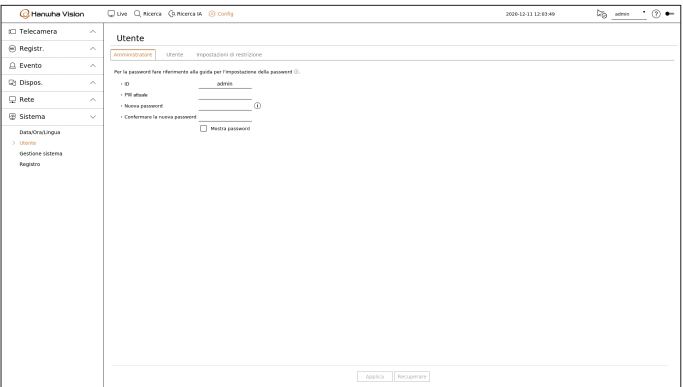 Hanwha Vision
Live Ricerca Ricerca IA Config 2020-12-11 12:03:49 admin
Telecamera
Registr.
Evento
Dispos.
Rete
Sistema
Data/Ora/Lingua
Utente
Gestione sistema
Registro
Utente
Amministratore Utente Impostazioni di restrizione
Per la password fare riferimento alla guida per l'impostazione della password.
ID admin
PW attuale
Nuova password
Confermare la nuova password
Mostra password
Applica Recuperare